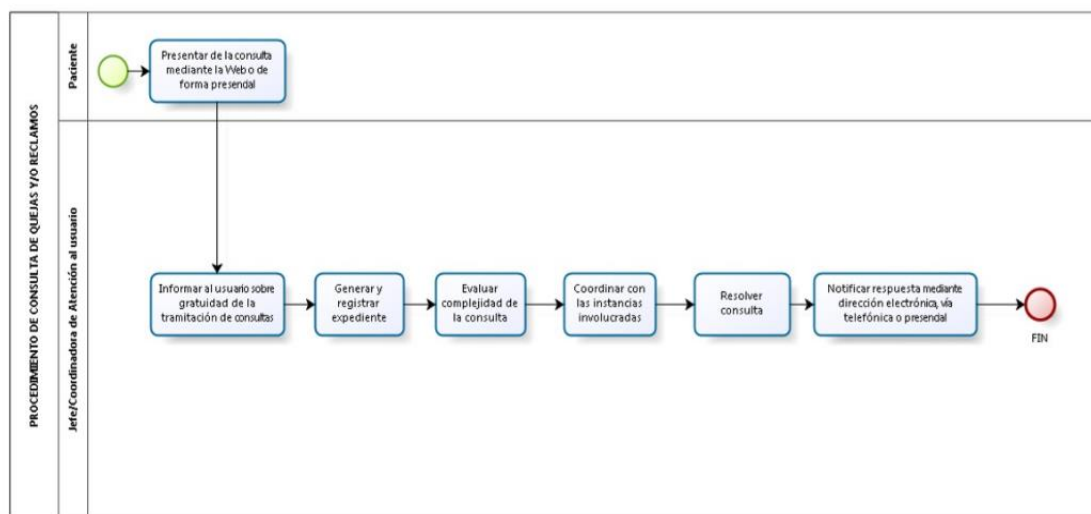 PROCEDIMIENTO DE CONSULTA DE QUEJAS Y/O RECLAMOS
Paciente
Presentar de la consulta
mediante la Web o de
forma presendal
Jefe/Coordinadora de Atención al usuario
Informar al usuario sobre
gratuidad de la
tramitación de consultas
Generar y
registrar
expediente
Evaluar
complejidad de
la consulta
Coordinar con
las instancias
involucradas
Resolver
consulta
Notificar respuesta mediante
dirección electrónica, vía
telefónica o presendal
FIN